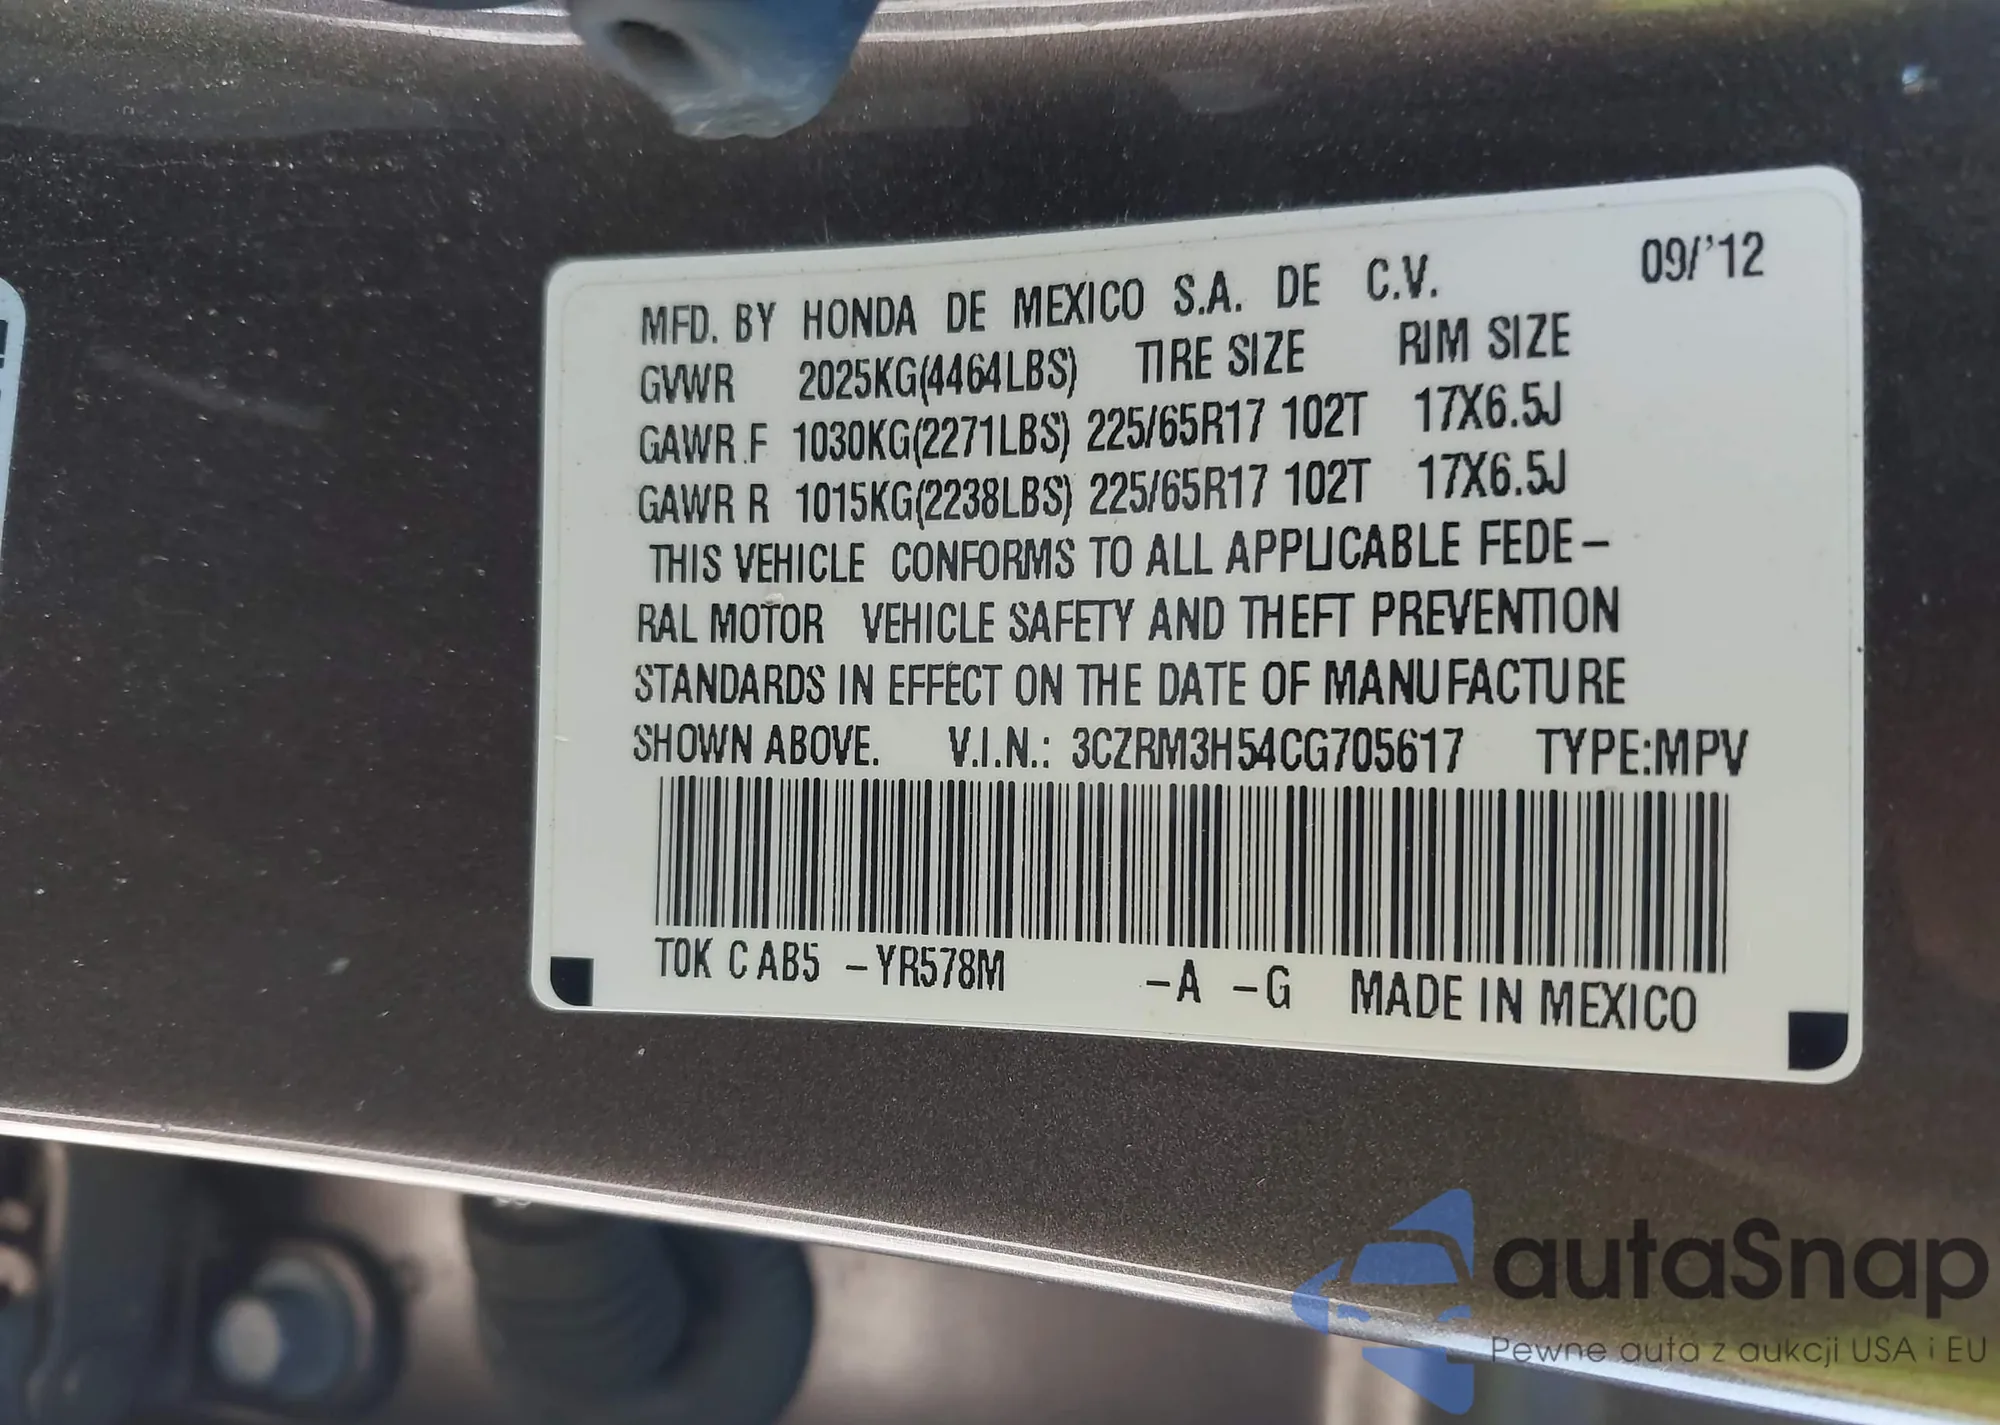 09/'12
MFD. BY HONDA DE MEXICO S.A. DE C.V.
GVWR 2025KG(4464LBS) TIRE SIZE RIM SIZE
GAWR F 1030KG(2271LBS) 225/65R17 102T 17X6.5J
GAWR R 1015KG(2238LBS) 225/65R17 102T 17X6.5J
THIS VEHICLE CONFORMS TO ALL APPLICABLE FEDE-
RAL MOTOR VEHICLE SAFETY AND THEFT PREVENTION
STANDARDS IN EFFECT ON THE DATE OF MANUFACTURE
SHOWN ABOVE. V.I.N.: 3CZRM3H54CG705617 TYPE:MPV
TOK C AB5 -YR578M -A -G MADE IN MEXICO
autaSnap
Pewne auta z aukcji USA i EU